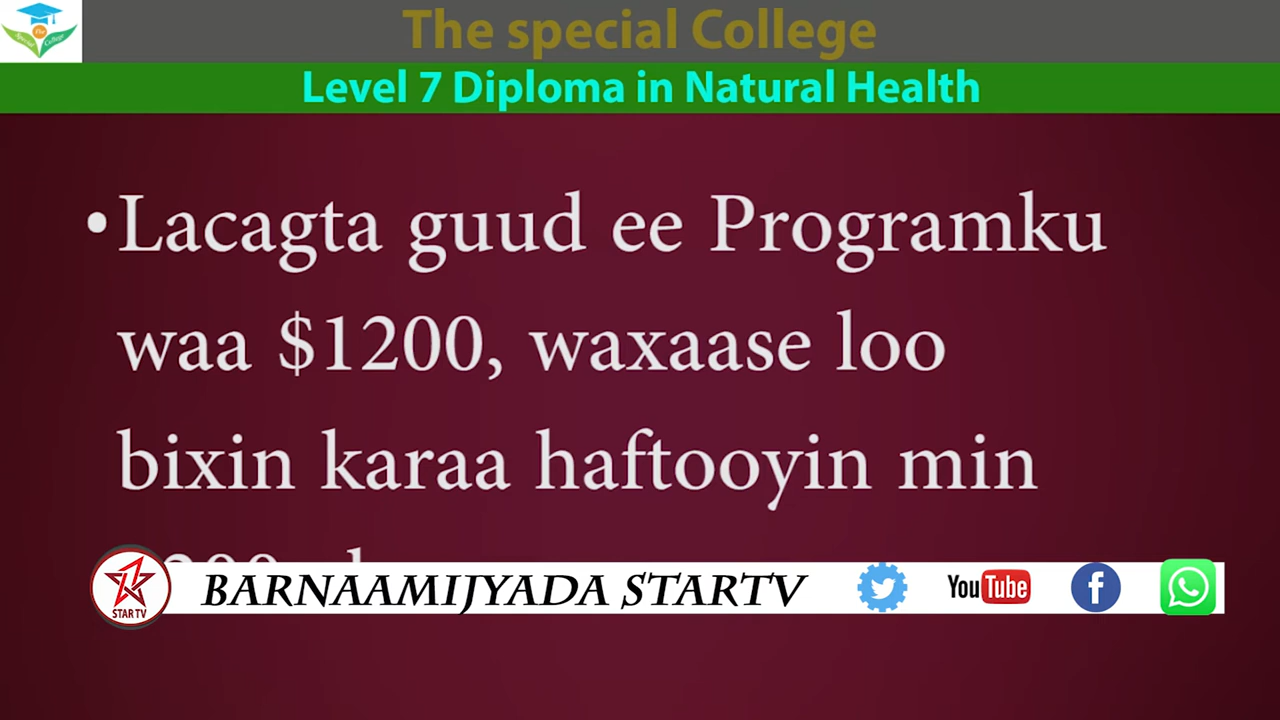 The special College
Level 7 Diploma in Natural Health
•Lacagta guud ee Programku
waa $1200, waxaase loo
bixin karaa haftooyin min
BARNAAMIJYADA STARTV
YouTube
STAR TV